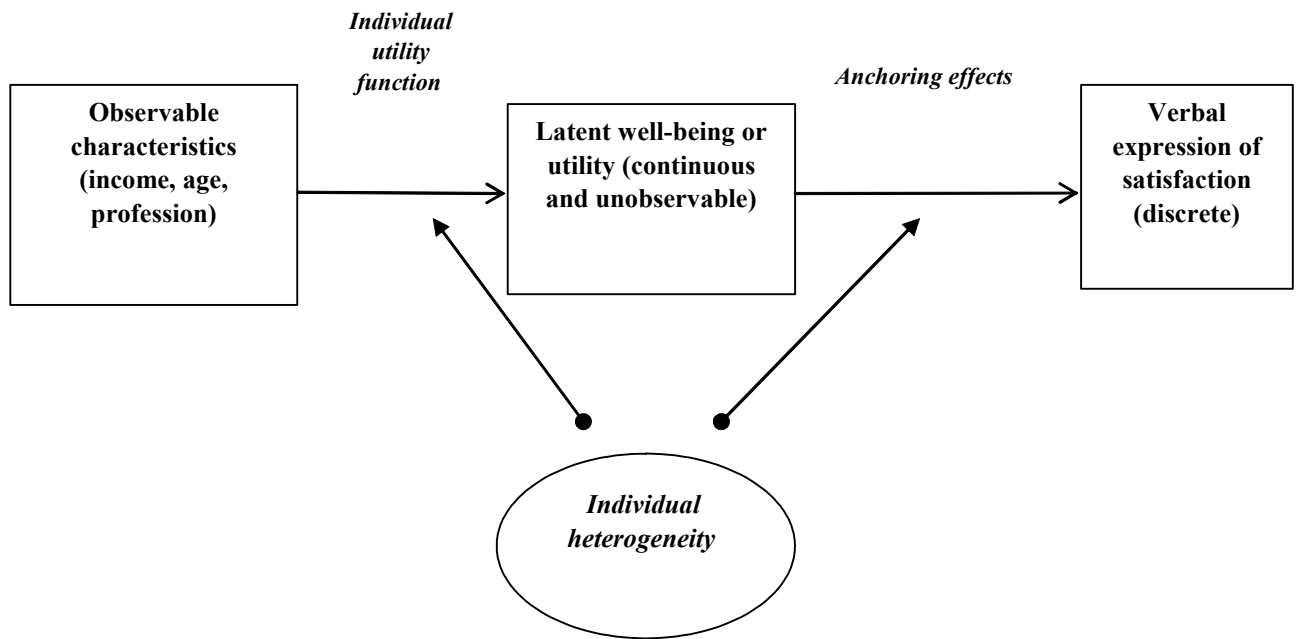 Individual
utility
function
Anchoring effects
Observable
characteristics
(income, age,
profession)
Latent well-being or
utility (continuous
and unobservable)
Verbal
expression of
satisfaction
(discrete)
Individual
heterogeneity